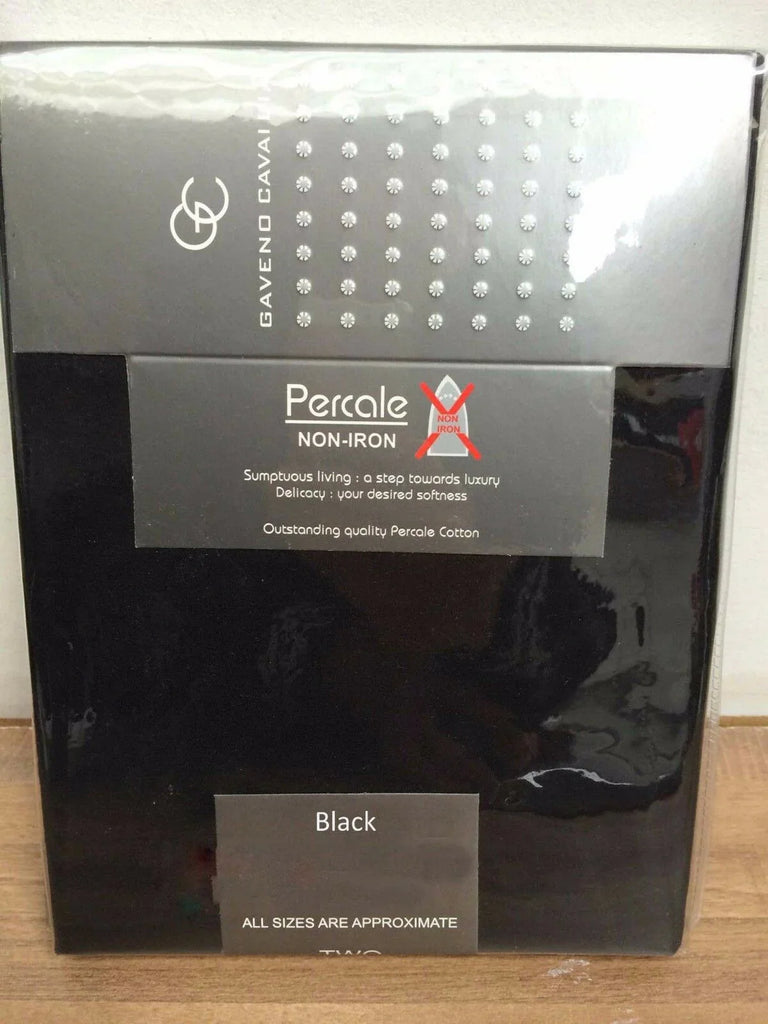 GC
GAVENO
Percale
NON-IRON
NON
IRON
Sumptuous living : a step towards luxury
Delicacy : your desired softness
Outstanding quality Percale Cotton
Black
ALL SIZES ARE APPROXIMATE